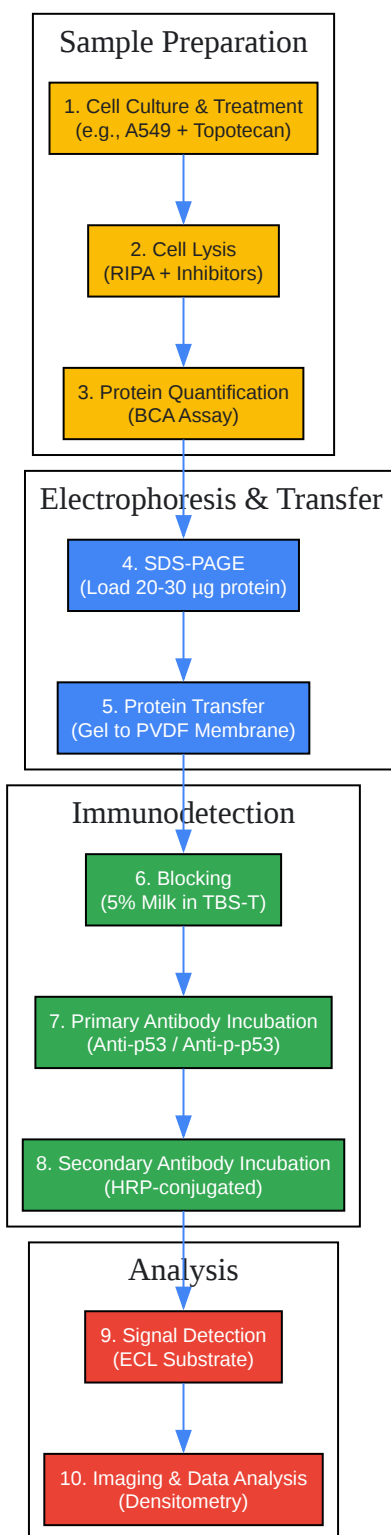 Sample Preparation
1. Cell Culture & Treatment
(e.g., A549 + Topotecan)
2. Cell Lysis
(RIPA + Inhibitors)
3. Protein Quantification
(BCA Assay)
Electrophoresis & Transfer
4. SDS-PAGE
(Load 20-30 µg protein)
5. Protein Transfer
(Gel to PVDF Membrane)
Immunodetection
6. Blocking
(5% Milk in TBS-T)
7. Primary Antibody Incubation
(Anti-p53 / Anti-p-p53)
8. Secondary Antibody Incubation
(HRP-conjugated)
Analysis
9. Signal Detection
(ECL Substrate)
10. Imaging & Data Analysis
(Densitometry)